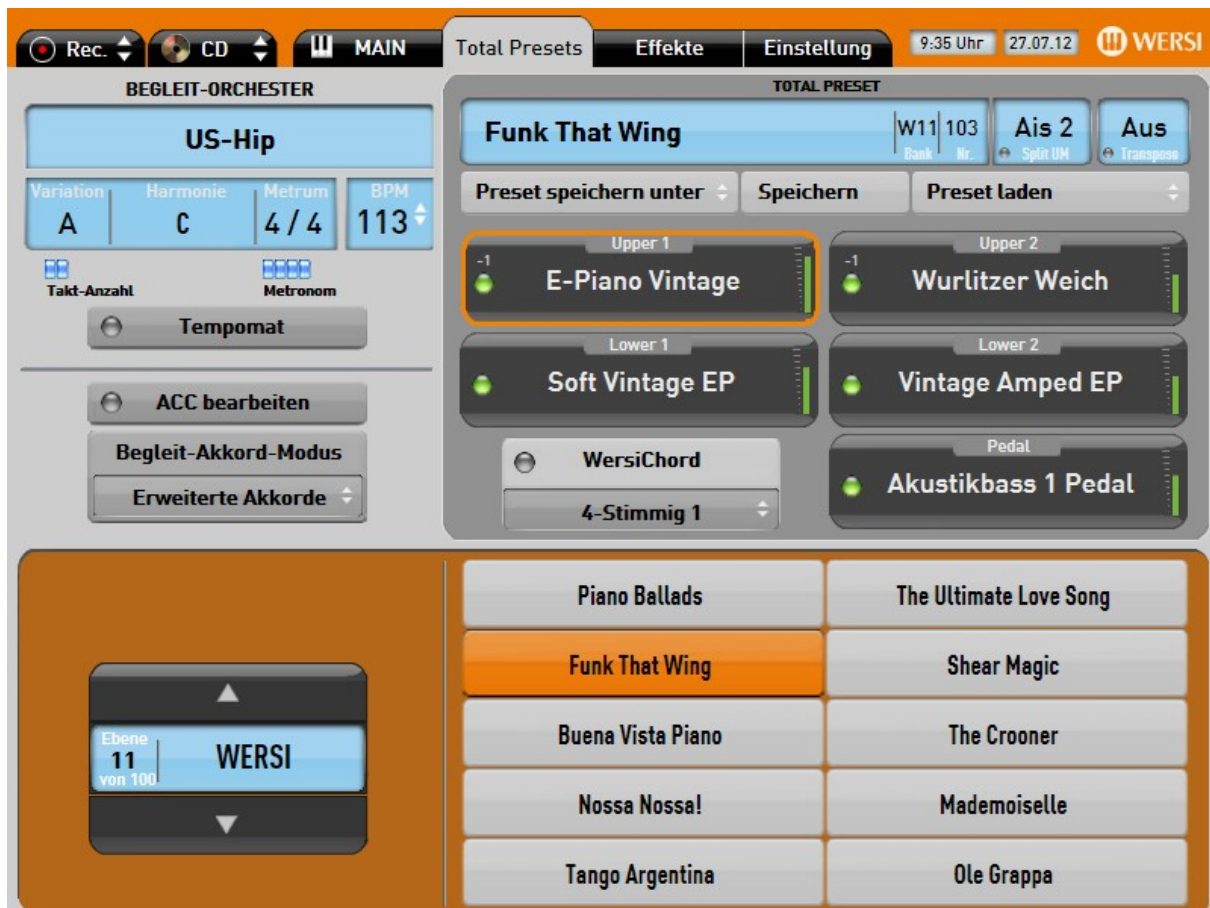 Rec.
CD
MAIN
Total Presets
Effekte
Einstellung
9:35 Uhr
27.07.12
WERSI
BEGLEIT-ORCHESTER
US-Hip
Variation
Harmonie
Metrum
BPM
A
C
4 / 4
113
Takt-Anzahl
Metronom
Tempomat
ACC bearbeiten
Begleit-Akkord-Modus
Erweiterte Akkorde
TOTAL PRESET
Funk That Wing
W11
103
Bank
Nr.
Ais 2
Split UM
Aus
Transpose
Preset speichern unter
Speichern
Preset laden
Upper 1
-1
E-Piano Vintage
Upper 2
-1
Wurlitzer Weich
Lower 1
Soft Vintage EP
Lower 2
Vintage Amped EP
WersiChord
4-Stimmig 1
Pedal
Akustikbass 1 Pedal
Ebene
11
von 100
WERSI
Piano Ballads
The Ultimate Love Song
Funk That Wing
Shear Magic
Buena Vista Piano
The Crooner
Nossa Nossa!
Mademoiselle
Tango Argentina
Ole Grappa